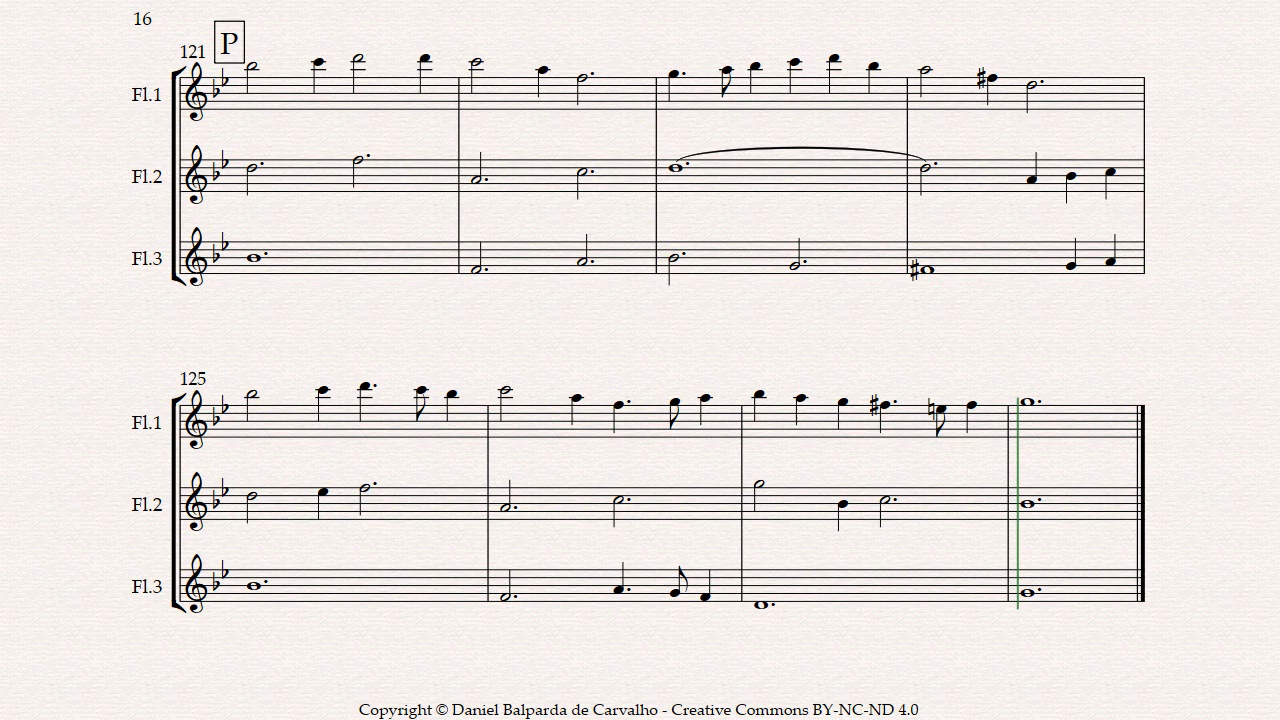 16
121 P
Fl.1
Fl.2
Fl.3
125
Fl.1
Fl.2
Fl.3
Copyright © Daniel Balparda de Carvalho - Creative Commons BY-NC-ND 4.0